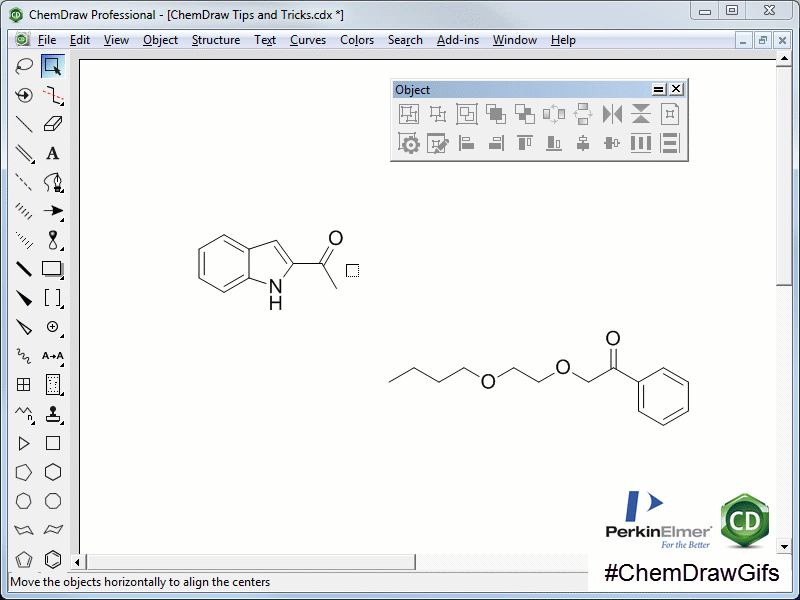 ChemDraw Professional - [ChemDraw Tips and Tricks.cdx *]
File Edit View Object Structure Text Curves Colors Search Add-ins Window Help
Object
A
A→A
n
O
N
H
O
O
O
PerkinElmer
For the Better
CD
#ChemDrawGifs
Move the objects horizontally to align the centers